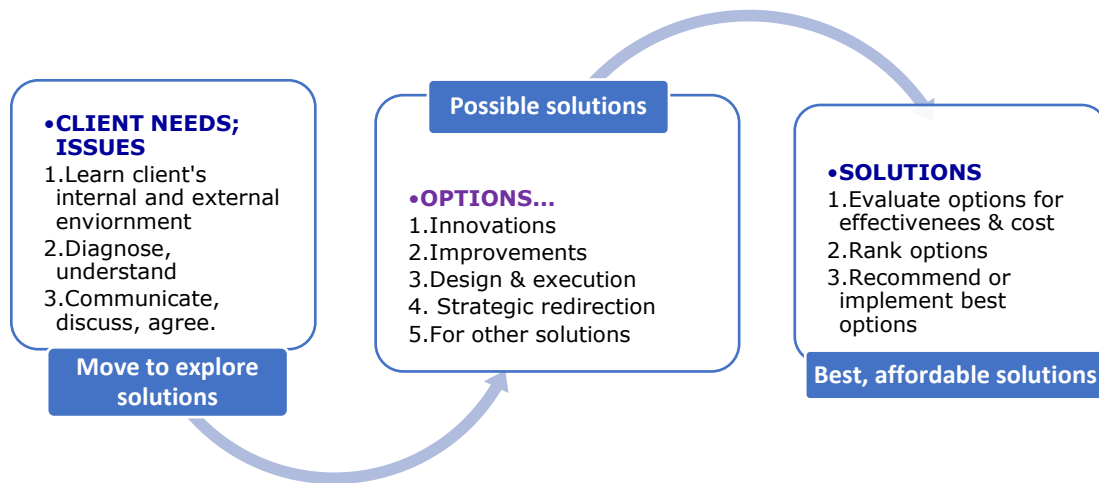 •CLIENT NEEDS;
ISSUES
1.Learn client's
internal and external
enviornment
2.Diagnose,
understand
3.Communicate,
discuss, agree.
Move to explore
solutions
Possible solutions
•OPTIONS...
1.Innovations
2.Improvements
3.Design & execution
4. Strategic redirection
5.For other solutions
•SOLUTIONS
1.Evaluate options for
effectivenees & cost
2.Rank options
3.Recommend or
implement best
options
Best, affordable solutions